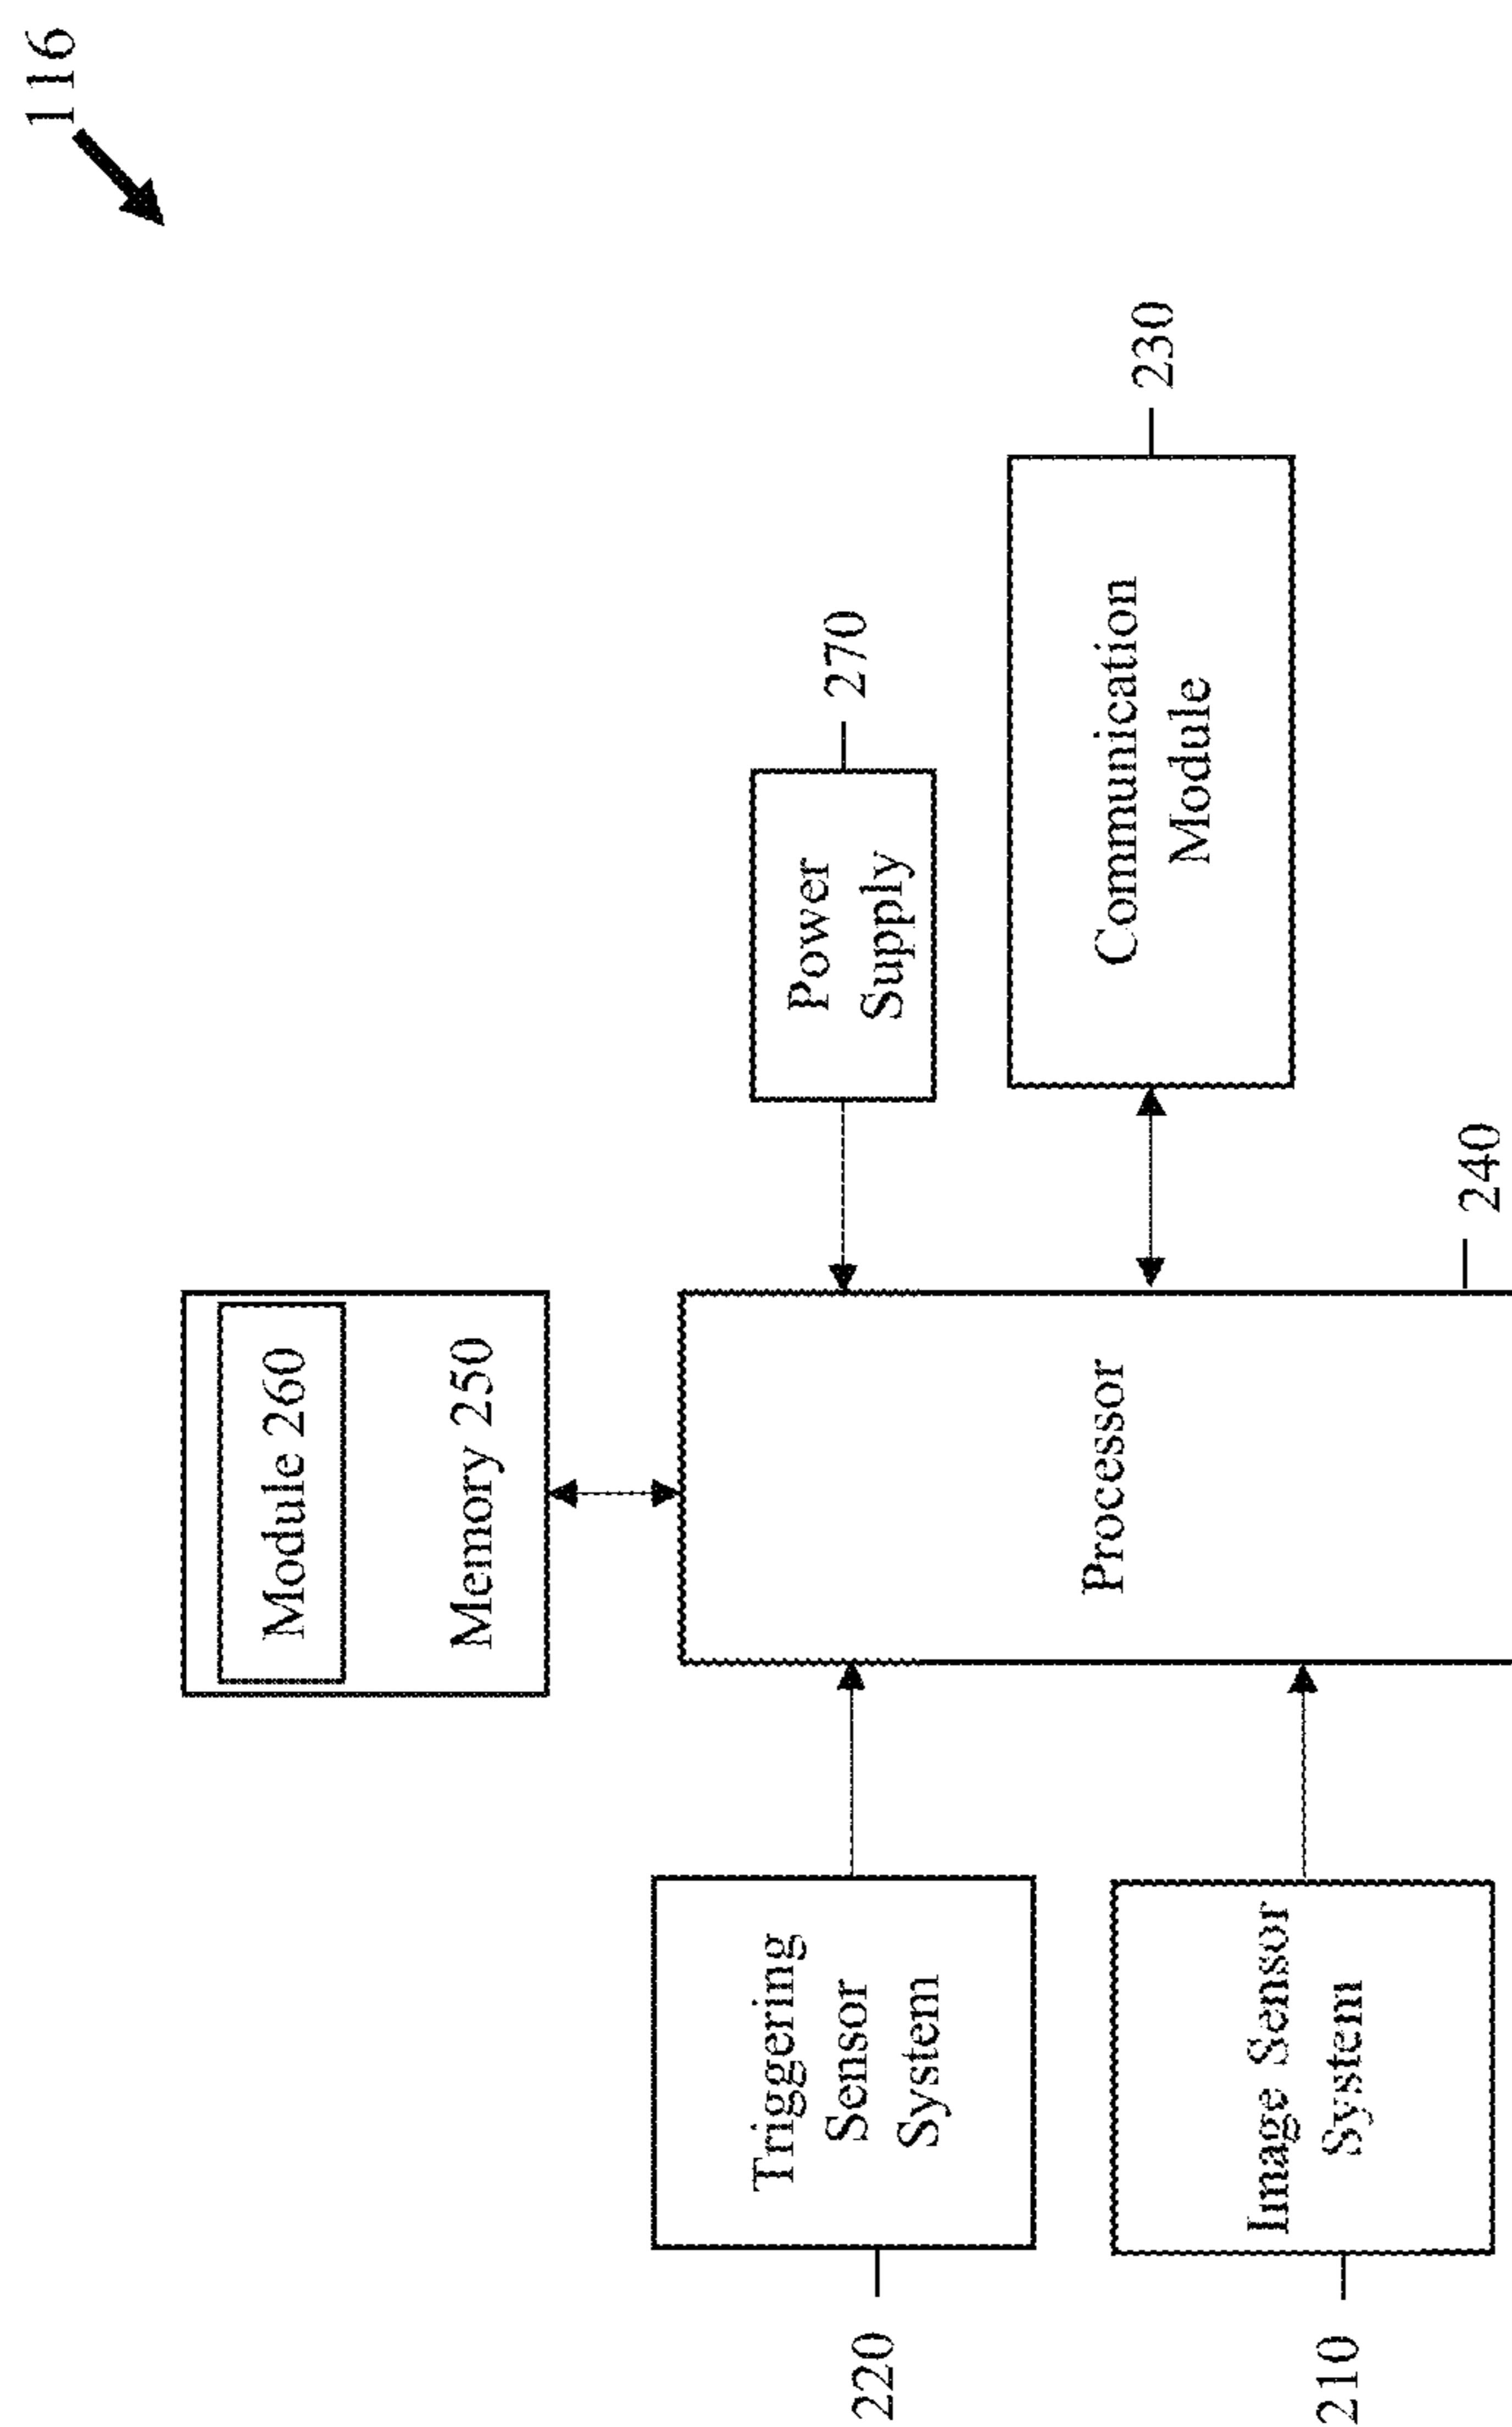 116
Module 260
Memory 250
Triggering
Sensor
System
220
Power
Supply
270
Processor
240
Communication
Module
230
Image Sensor
System
210